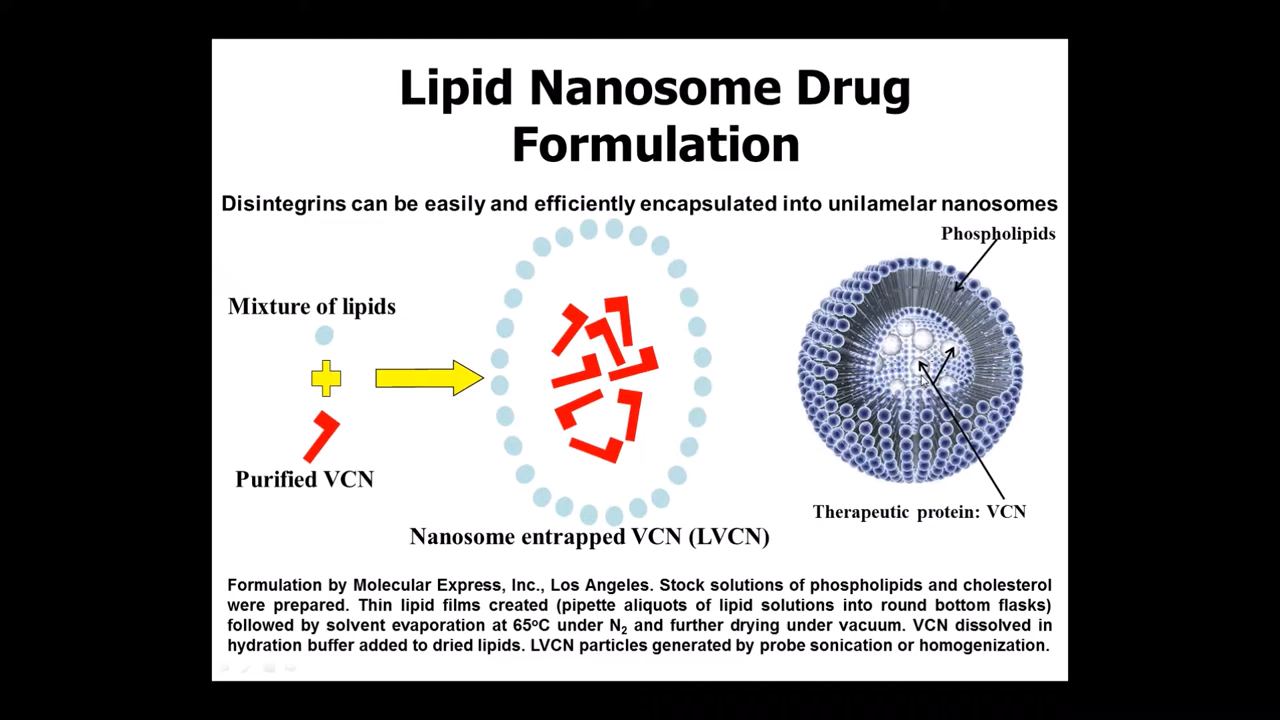 Lipid Nanosome Drug
Formulation
Disintegrins can be easily and efficiently encapsulated into unilamelar nanosomes
Phospholipids
Mixture of lipids
Purified VCN
Therapeutic protein: VCN
Nanosome entrapped VCN (LVCN)
Formulation by Molecular Express, Inc., Los Angeles. Stock solutions of phospholipids and cholesterol
were prepared. Thin lipid films created (pipette aliquots of lipid solutions into round bottom flasks)
followed by solvent evaporation at 65ºC under N₂ and further drying under vacuum. VCN dissolved in
hydration buffer added to dried lipids. LVCN particles generated by probe sonication or homogenization.